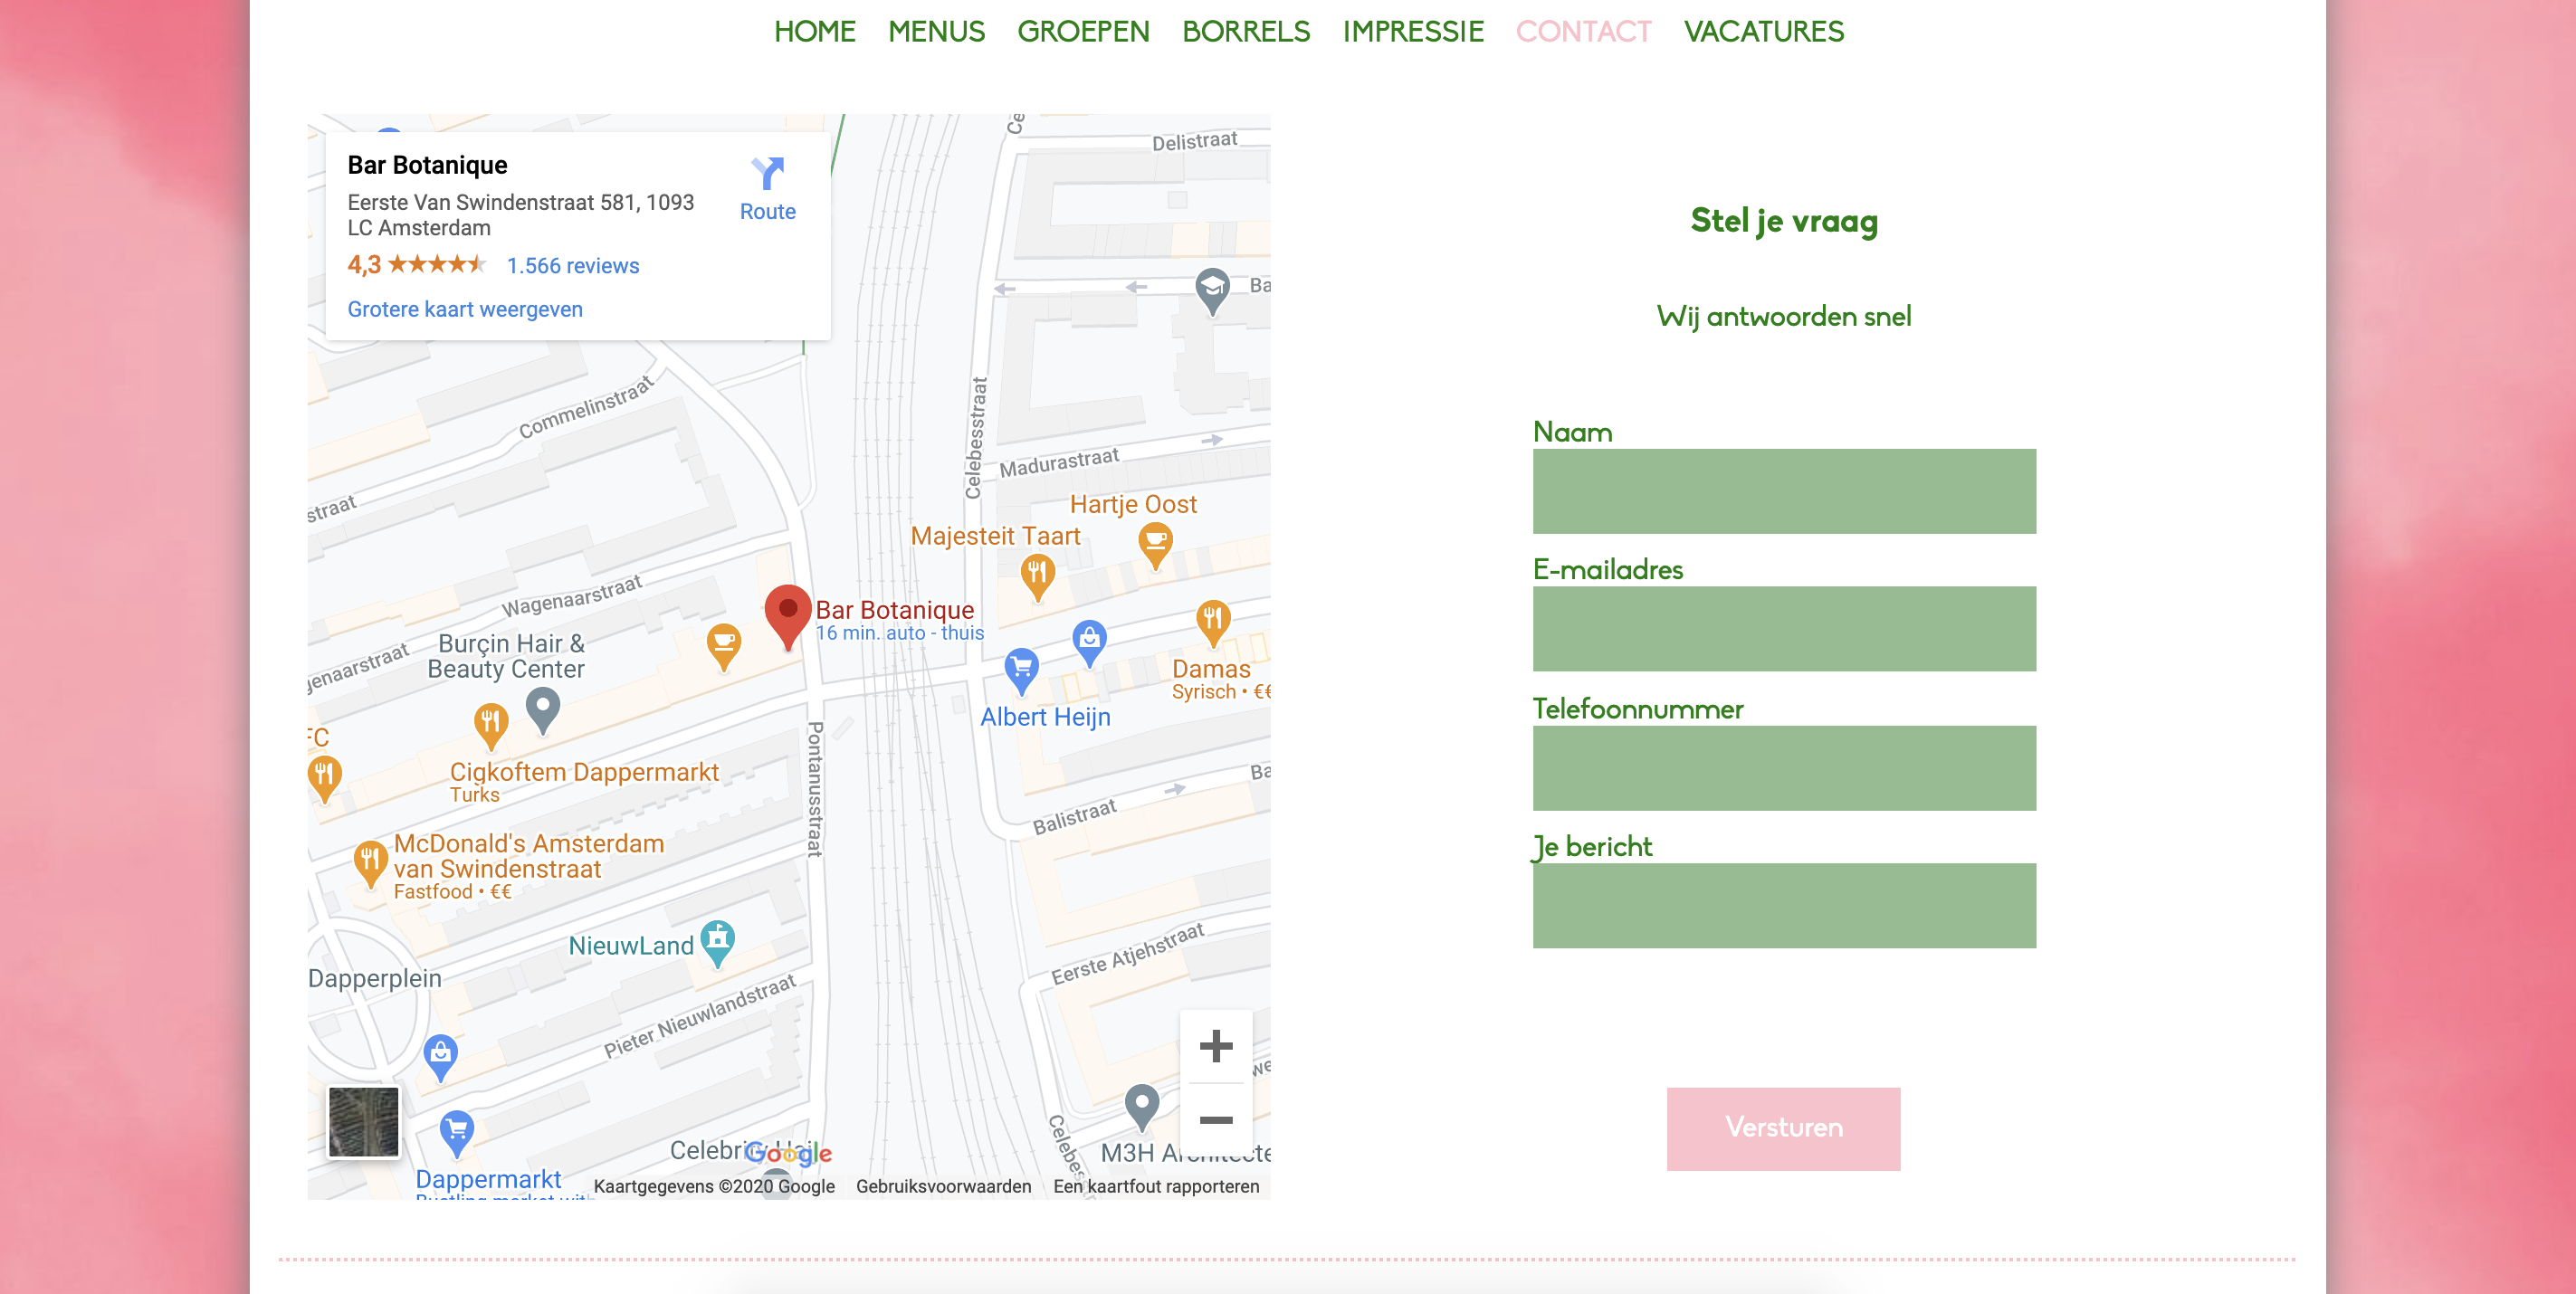 HOME MENUS GROEPEN BORRELS IMPRESSIE CONTACT VACATURES
Bar Botanique
Eerste Van Swindenstraat 581, 1093
LC Amsterdam
Route
4,3 1.566 reviews
Grotere kaart weergeven
Delistraat
Commelinstraat
Celebesstraat
Madurastraat
straat
Hartje Oost
Majesteit Taart
Wagenaarstraat
Bar Botanique
16 min. auto - thuis
Burçin Hair &
Beauty Center
genaarstraat
Damas
Syrisch • €€
Albert Heijn
Pontanusstraat
Cigkoftem Dappermarkt
Turks
Balistraat
McDonald's Amsterdam
van Swindenstraat
Fastfood • €€
NieuwLand
Eerste Atjehstraat
Dapperplein
Pieter Nieuwlandstraat
Dappermarkt
Google
Kaartgegevens ©2020 Google Gebruiksvoorwaarden Een kaartfout rapporteren
Stel je vraag
Wij antwoorden snel
Naam
E-mailadres
Telefoonnummer
Je bericht
Versturen